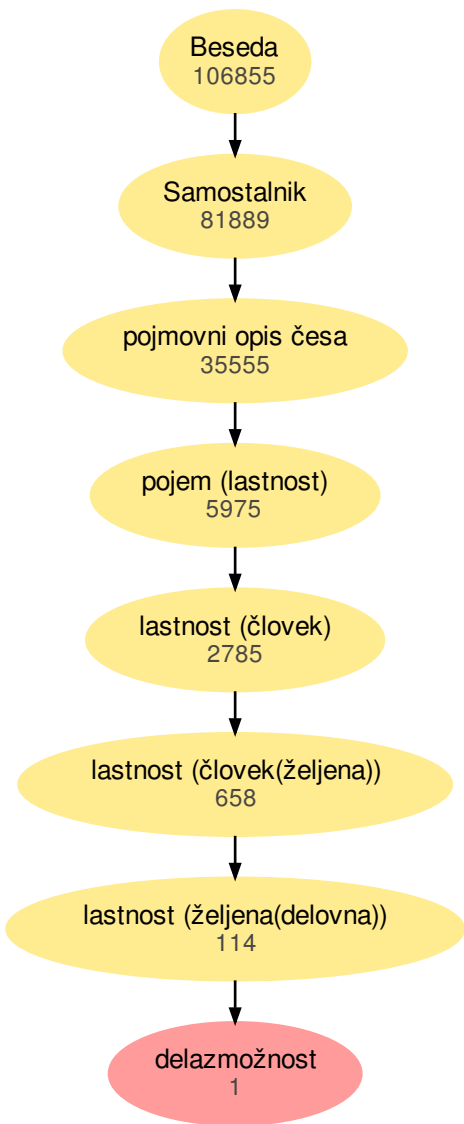 Beseda
106855
Samostalnik
81889
pojmovni opis česa
35555
pojem (lastnost)
5975
lastnost (človek)
2785
lastnost (človek(željena))
658
lastnost (željena(delovna))
114
delazmožnost
1